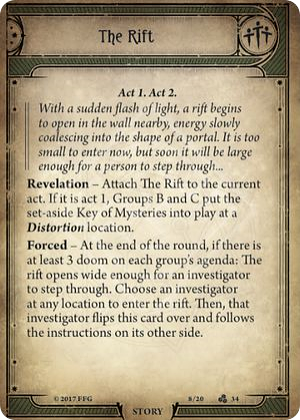 The Rift
Act 1. Act 2.
With a sudden flash of light, a rift begins
to open in the wall nearby, energy slowly
coalescing into the shape of a portal. It is too
small to enter now, but soon it will be large
enough for a person to step through...
Revelation – Attach The Rift to the current
act. If it is act 1, Groups B and C put the
set-aside Key of Mysteries into play at a
Distortion location.
Forced – At the end of the round, if there is
at least 3 doom on each group's agenda: The
rift opens wide enough for an investigator
to step through. Choose an investigator
at any location to enter the rift. Then, that
investigator flips this card over and follows
the instructions on its other side.
© 2017 FFG 8/20 34
STORY